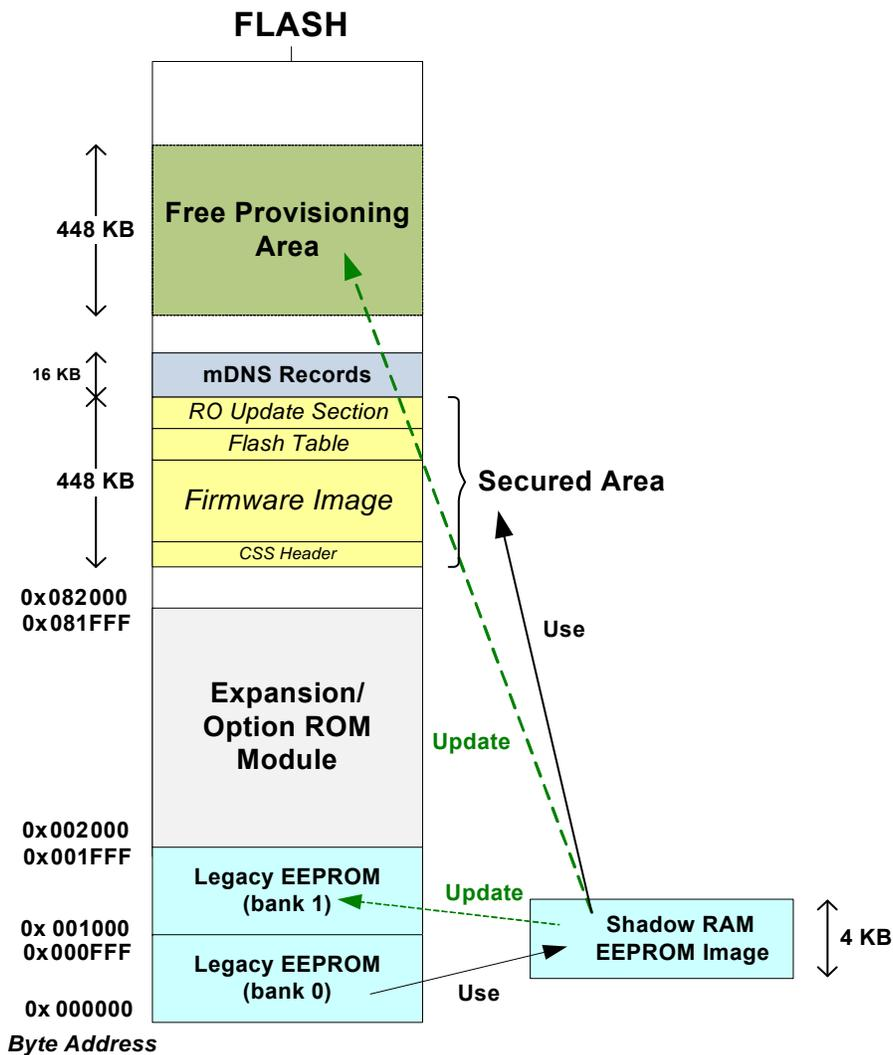 FLASH
448 KB
Free Provisioning
Area
16 KB
mDNS Records
RO Update Section
Flash Table
448 KB
Firmware Image
Secured Area
CSS Header
0x082000
0x081FFF
Use
Expansion/
Option ROM
Module
Update
0x002000
0x001FFF
Legacy EEPROM
(bank 1)
Update
0x 001000
0x000FFF
Shadow RAM
EEPROM Image
4 KB
Legacy EEPROM
(bank 0)
Use
0x 000000
Byte Address